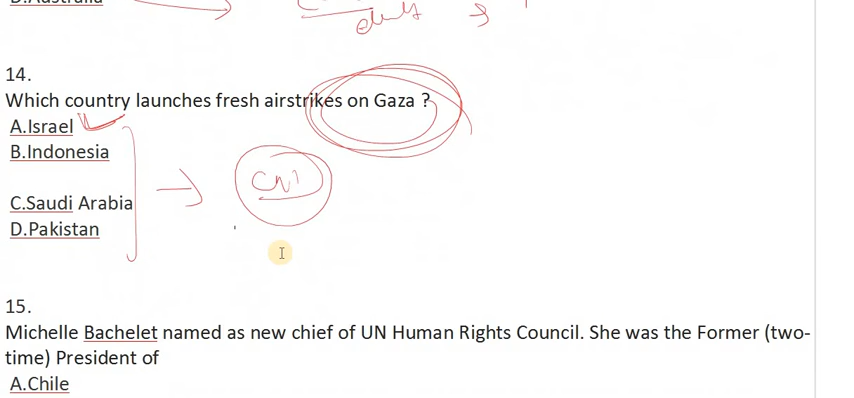 D.Australia
14.
Which country launches fresh airstrikes on Gaza ?
A.Israel
B.Indonesia
C.Saudi Arabia
D.Pakistan
15.
Michelle Bachelet named as new chief of UN Human Rights Council. She was the Former (two-
time) President of
A.Chile